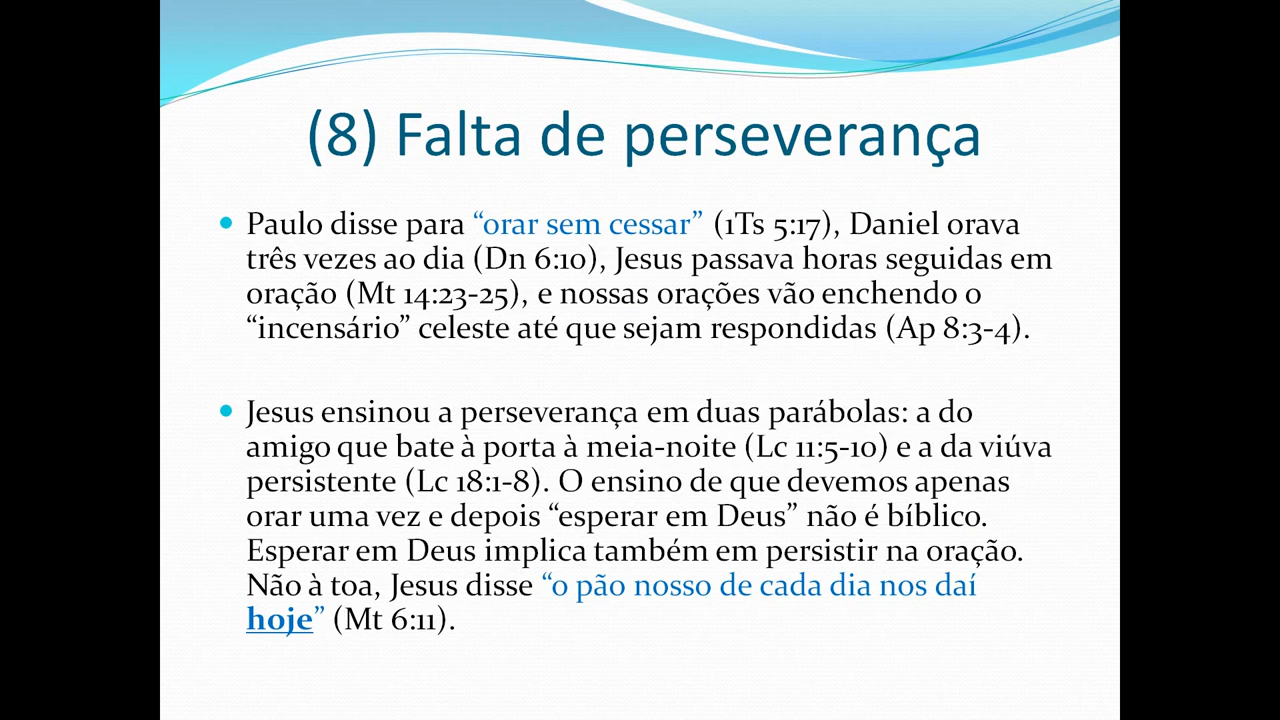 (8) Falta de perseverança
Paulo disse para “orar sem cessar” (1Ts 5:17), Daniel orava
três vezes ao dia (Dn 6:10), Jesus passava horas seguidas em
oração (Mt 14:23-25), e nossas orações vão enchendo o
“incensário” celeste até que sejam respondidas (Ap 8:3-4).
Jesus ensinou a perseverança em duas parábolas: a do
amigo que bate à porta à meia-noite (Lc 11:5-10) e a da viúva
persistente (Lc 18:1-8). O ensino de que devemos apenas
orar uma vez e depois “esperar em Deus” não é bíblico.
Esperar em Deus implica também em persistir na oração.
Não à toa, Jesus disse “o pão nosso de cada dia nos daí
hoje” (Mt 6:11).